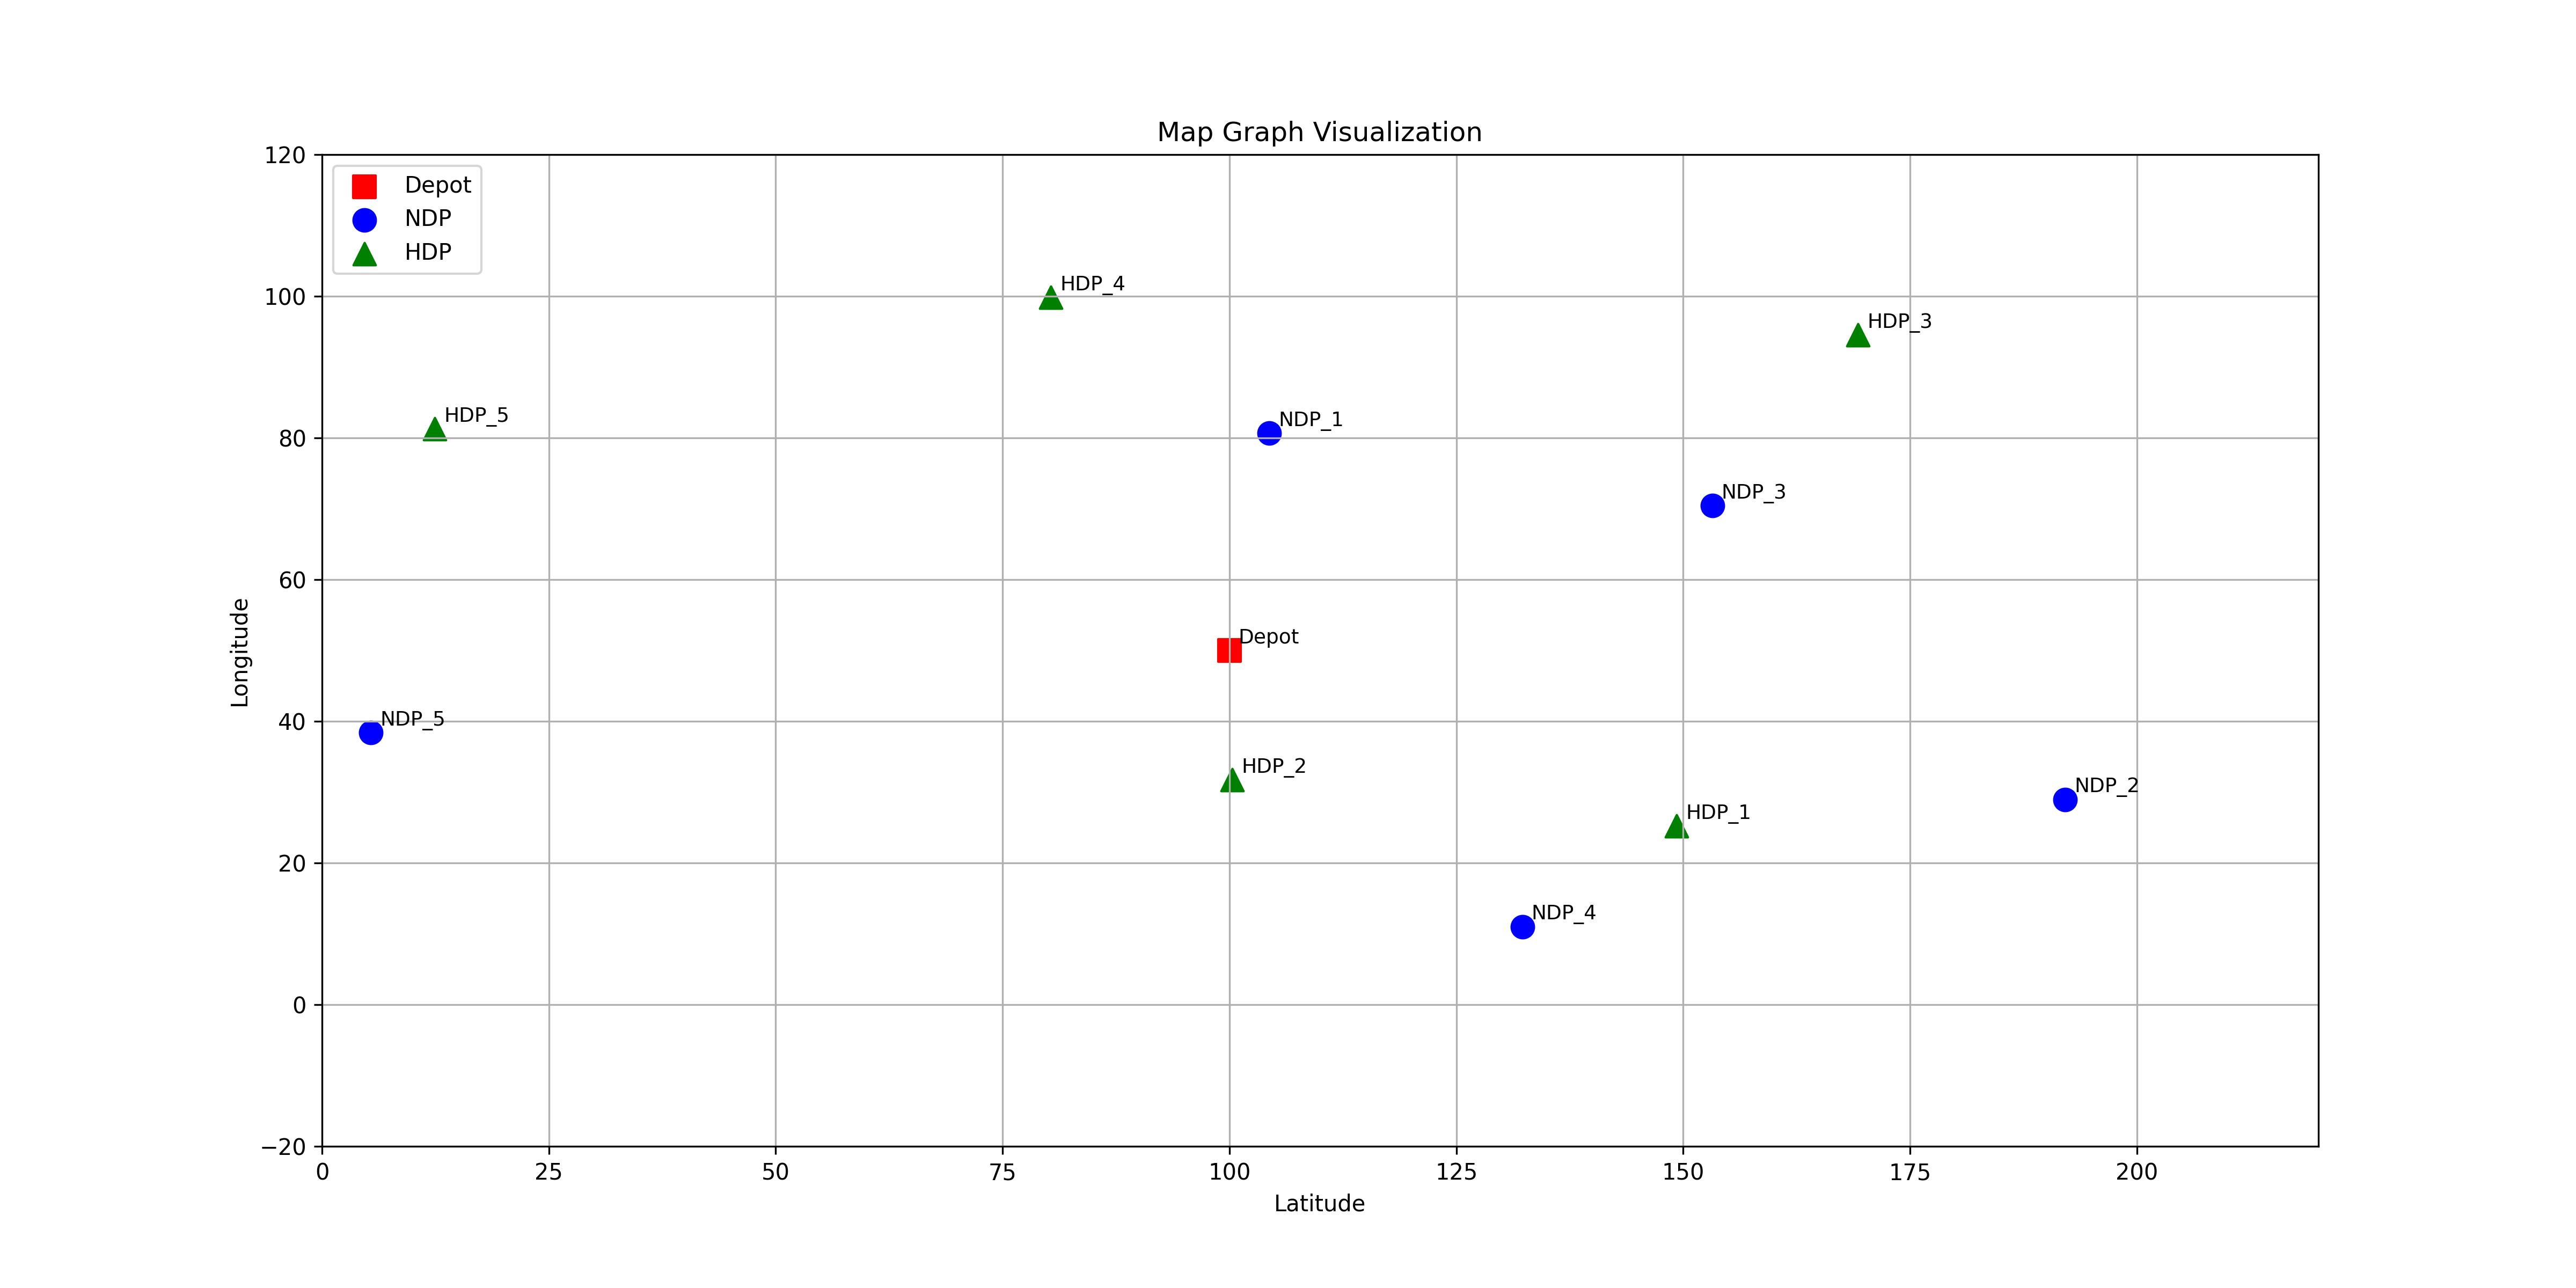 Map Graph Visualization
120
100
80
60
40
20
0
−20
Longitude
Depot
NDP
HDP
HDP_4
HDP_3
HDP_5
NDP_1
NDP_3
Depot
NDP_5
HDP_2
NDP_2
HDP_1
NDP_4
0 25 50 75 100 125 150 175 200
Latitude